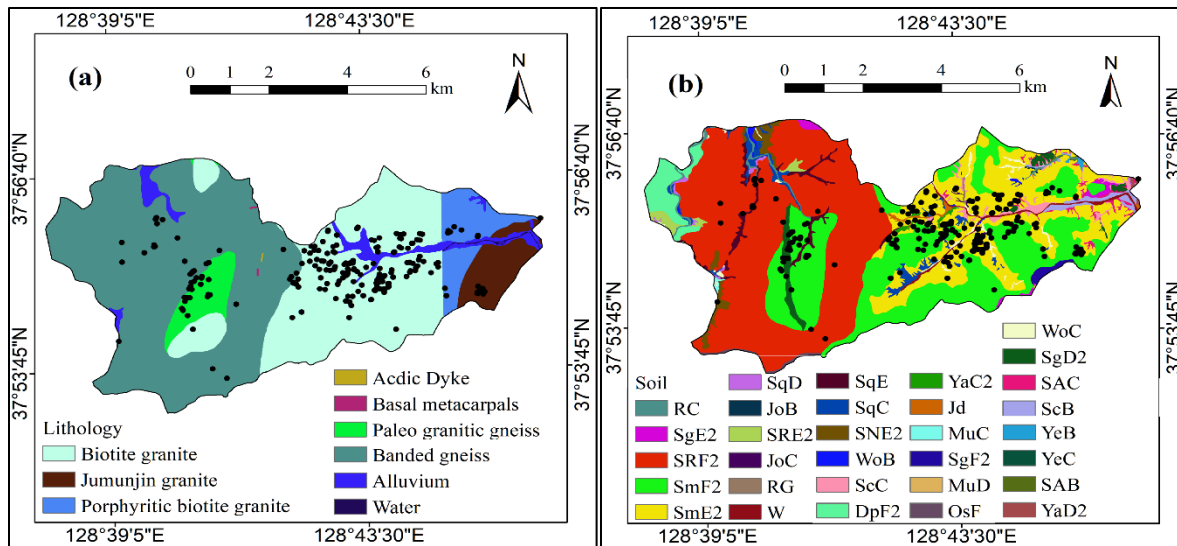 128°39'5"E 128°43'30"E
(a)
0 1 2 4 6
km
N
37°56'40"N
37°53'45"N
37°56'40"N
37°53'45"N
Lithology
Biotite granite
Jumunjin granite
Porphyritic biotite granite
Acdic Dyke
Basal metacarpals
Paleo granitic gneiss
Banded gneiss
Alluvium
Water
128°39'5"E 128°43'30"E
128°39'5"E 128°43'30"E
(b)
0 1 2 4 6
km
N
37°56'40"N
37°53'45"N
37°56'40"N
37°53'45"N
Soil
RC
SgE2
SRF2
SmF2
SmE2
SqD
JoB
SRE2
JoC
RG
W
SqE
SqC
SNE2
WoB
ScC
DpF2
YaC2
Jd
MuC
SgF2
MuD
OsF
WoC
SgD2
SAC
ScB
YeB
YeC
SAB
YaD2
128°39'5"E 128°43'30"E